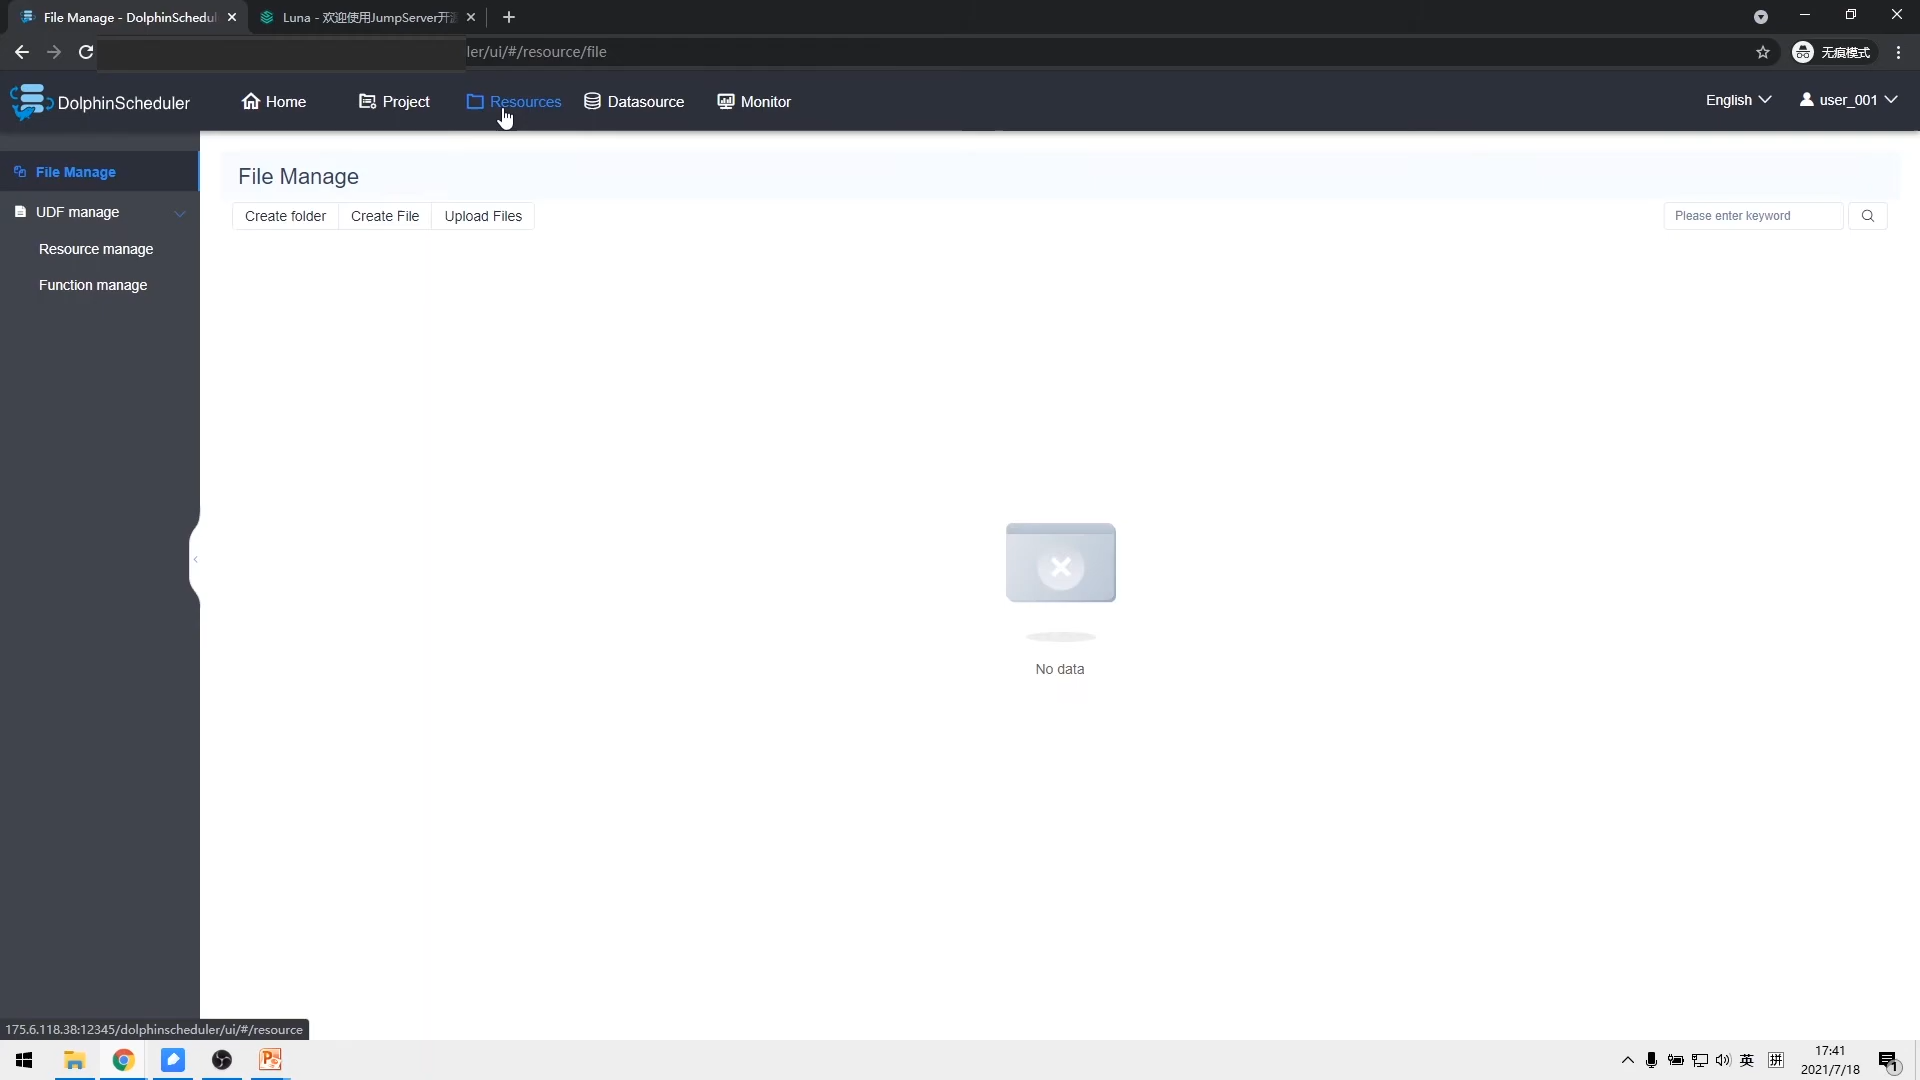 File Manage - DolphinSchedul
Luna - 欢迎使用JumpServer开源
ler/ui/#/resource/file
无痕模式
DolphinScheduler
Home
Project
Resources
Datasource
Monitor
English
user_001
File Manage
UDF manage
Resource manage
Function manage
File Manage
Create folder
Create File
Upload Files
Please enter keyword
No data
175.6.118.38:12345/dolphinscheduler/ui/#/resource
英
拼
17:41
2021/7/18
1